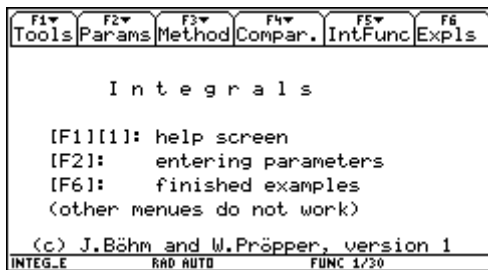 F1▼ F2▼ F3▼ F4▼ F5▼ F6
Tools Params Method Compar. IntFunc Expls
I n t e g r a l s
[F1][1]: help screen
[F2]: entering parameters
[F6]: finished examples
(other menues do not work)
(c) J.Böhm and W.Pröpper, version 1
INTEG_E RAD AUTO FUNC 1/30